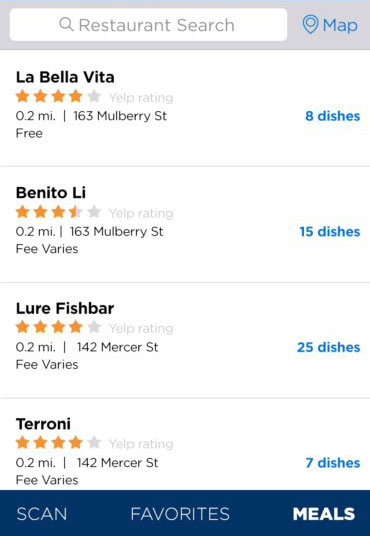 Restaurant Search Map
La Bella Vita
Yelp rating
0.2 mi. | 163 Mulberry St 8 dishes
Free
Benito Li
Yelp rating
0.2 mi. | 163 Mulberry St 15 dishes
Fee Varies
Lure Fishbar
Yelp rating
0.2 mi. | 142 Mercer St 25 dishes
Fee Varies
Terroni
Yelp rating
0.2 mi. | 142 Mercer St 7 dishes
Fee Varies
SCAN FAVORITES MEALS